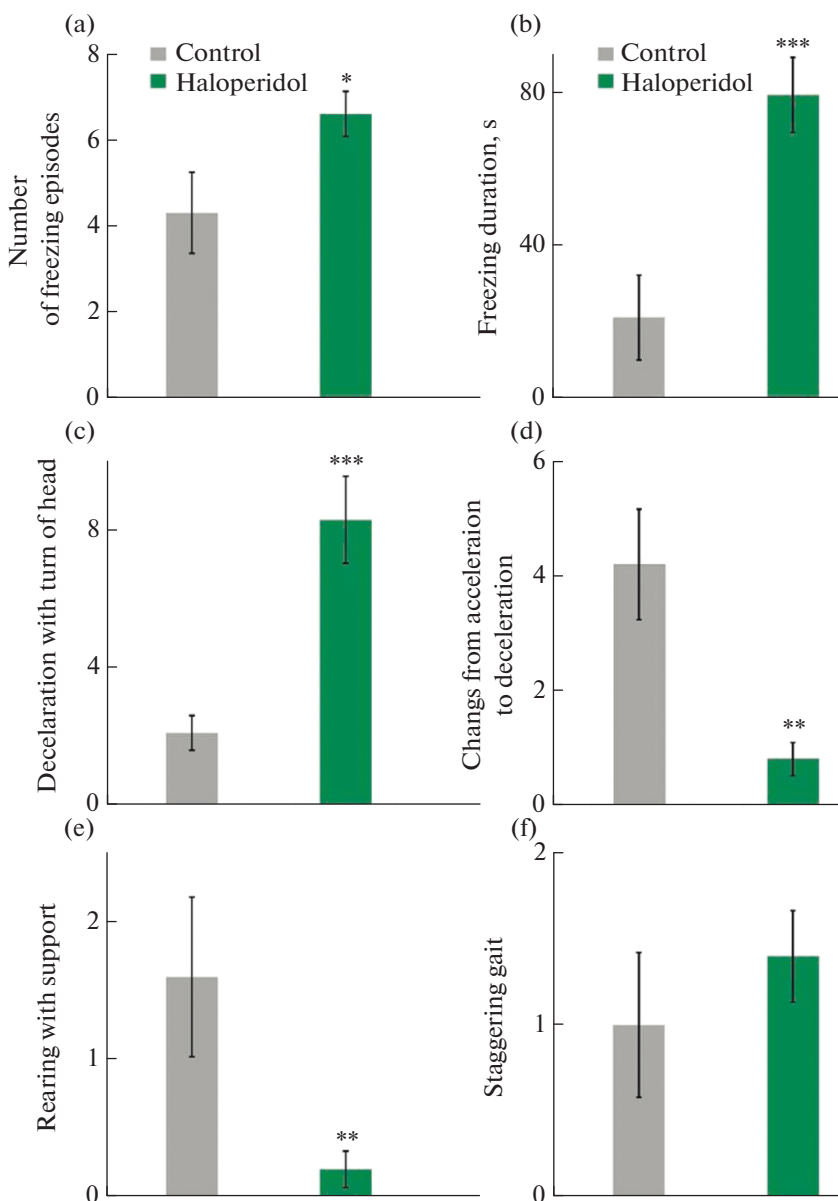 (a)
8
Control
Haloperidol
*
6
4
2
0
Number
of freezing episodes
(b)
Control
Haloperidol
***
80
40
0
Freezing duration, s
(c)
***
8
4
0
Decelaration with turn of head
(d)
6
4
2
0
**
Changs from acceleraion
to deceleration
(e)
2
1
0
**
Rearing with support
(f)
2
1
0
Staggering gait